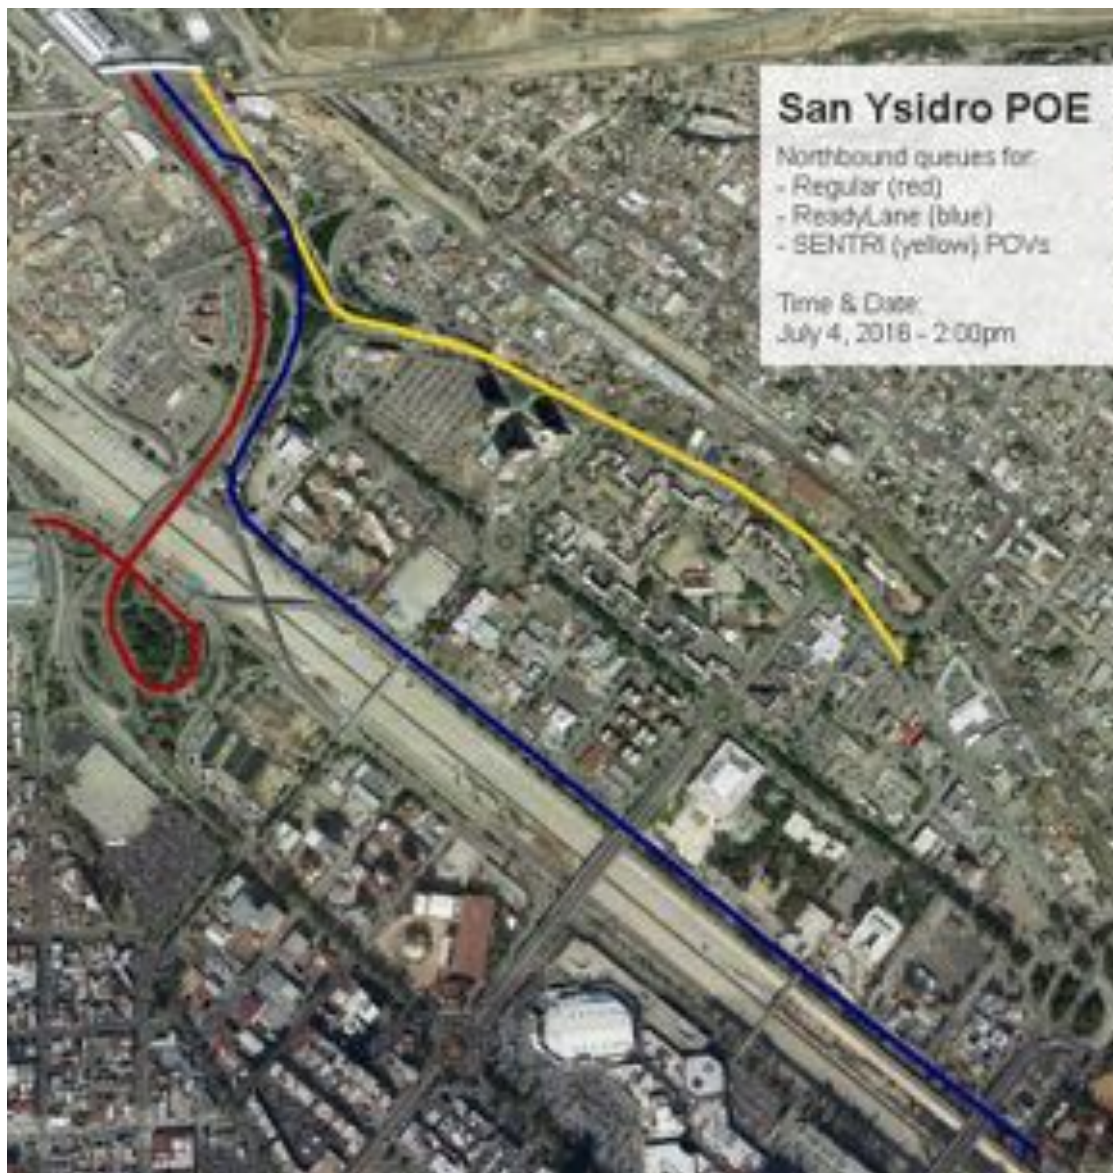 San Ysidro POE
Northbound queues for:
- Regular (red)
- ReadyLane (blue)
- SENTRI (yellow) POVs
Time & Date:
July 4, 2016 - 2:00pm